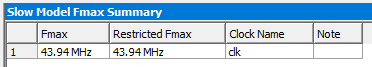 Slow Model Fmax Summary
Fmax Restricted Fmax Clock Name Note
1 43.94 MHz 43.94 MHz clk